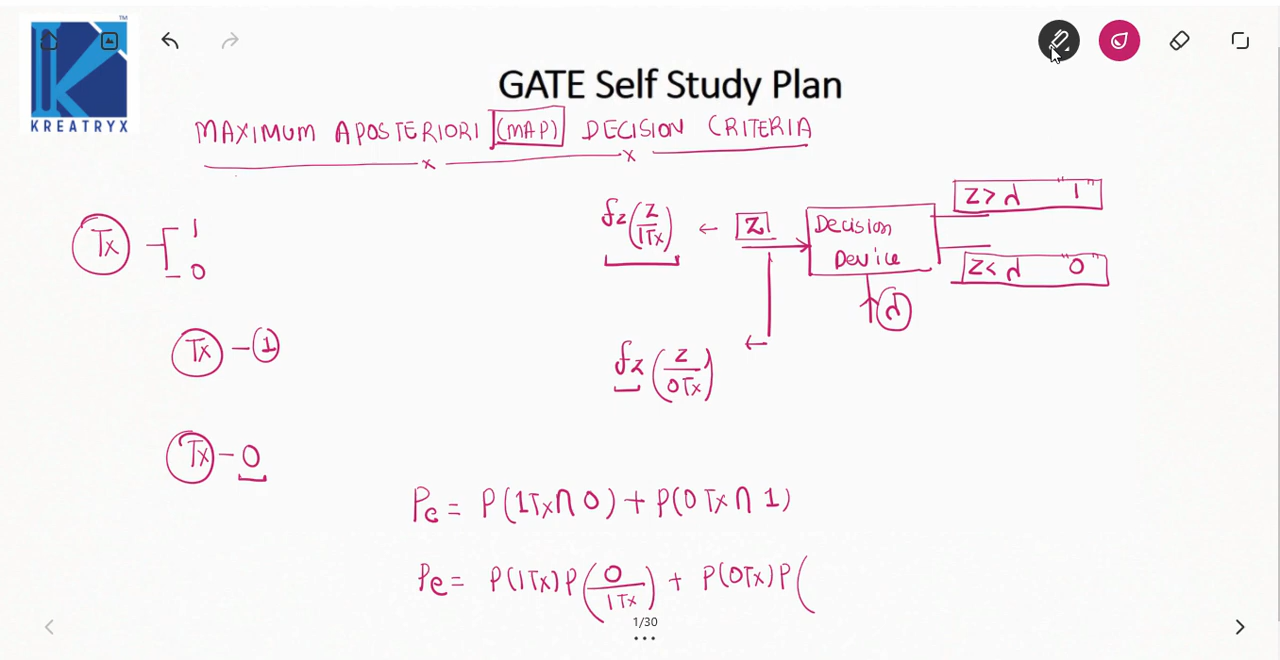 TM
KREATRYX
GATE Self Study Plan
MAXIMUM APOSTERIORI (MAP) DECISION CRITERIA
Tx 1
0
fz(Z/1Tx) ← Z Decision Device Z > d "1"
Z < d "0"
d
Tx - 1
fz(Z/0Tx) ←
Tx - 0
Pe = P(1Tx ∩ 0) + P(0Tx ∩ 1)
Pe = P(1Tx) P(0/1Tx) + P(0Tx) P(
1/30